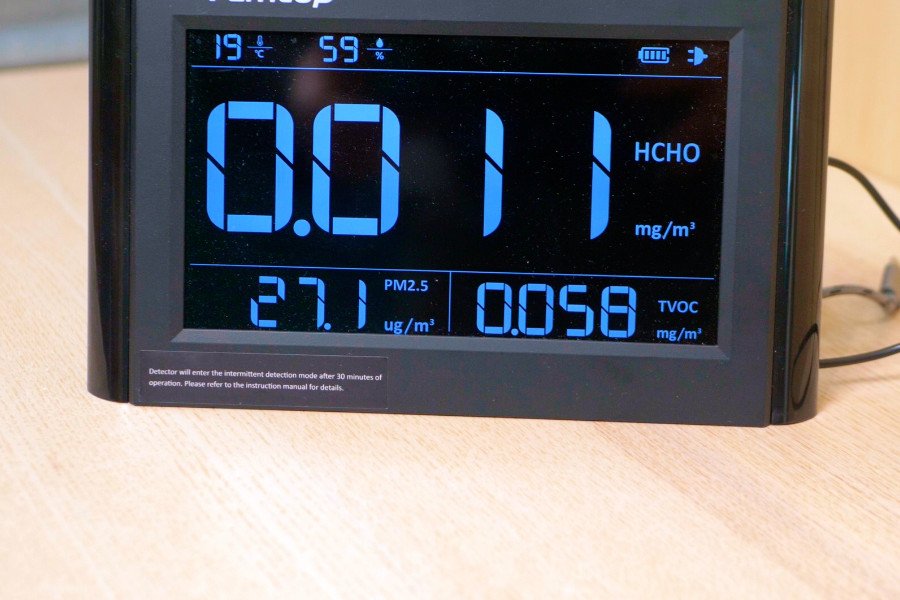 19 °C 59 %
0.011 HCHO
mg/m³
27.1 PM2.5
ug/m³
0.058 TVOC
mg/m³
Detector will enter the intermittent detection mode after 30 minutes of
operation. Please refer to the instruction manual for details.